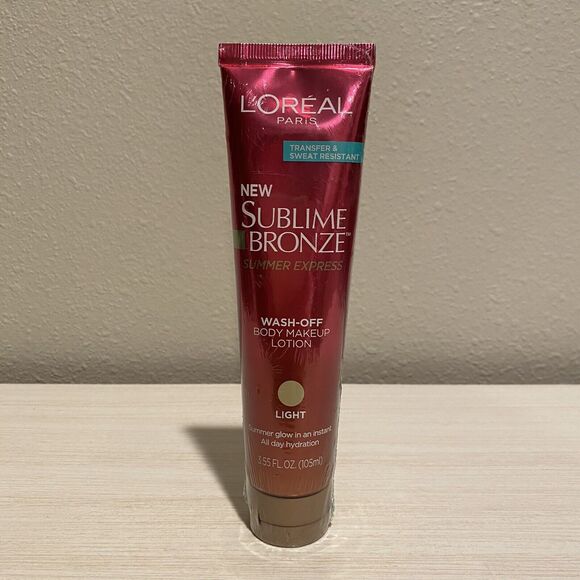 L'ORÉAL
PARIS
TRANSFER &
SWEAT RESISTANT
NEW
SUBLIME
BRONZE™
SUMMER EXPRESS
WASH-OFF
BODY MAKEUP
LOTION
LIGHT
Summer glow in an instant
All day hydration
3.55 FL.OZ. (105ml)